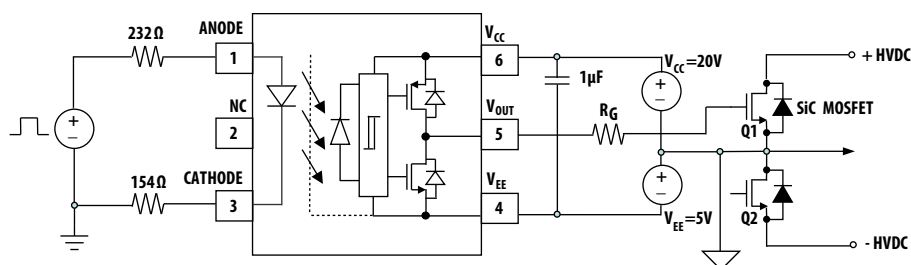 232Ω
ANODE
1
NC
2
154Ω
CATHODE
3
+
−
VCC
6
VOUT
5
VEE
4
1µF
RG
+
−
VCC=20V
+
−
VEE=5V
Q1
SiC MOSFET
Q2
+ HVDC
- HVDC